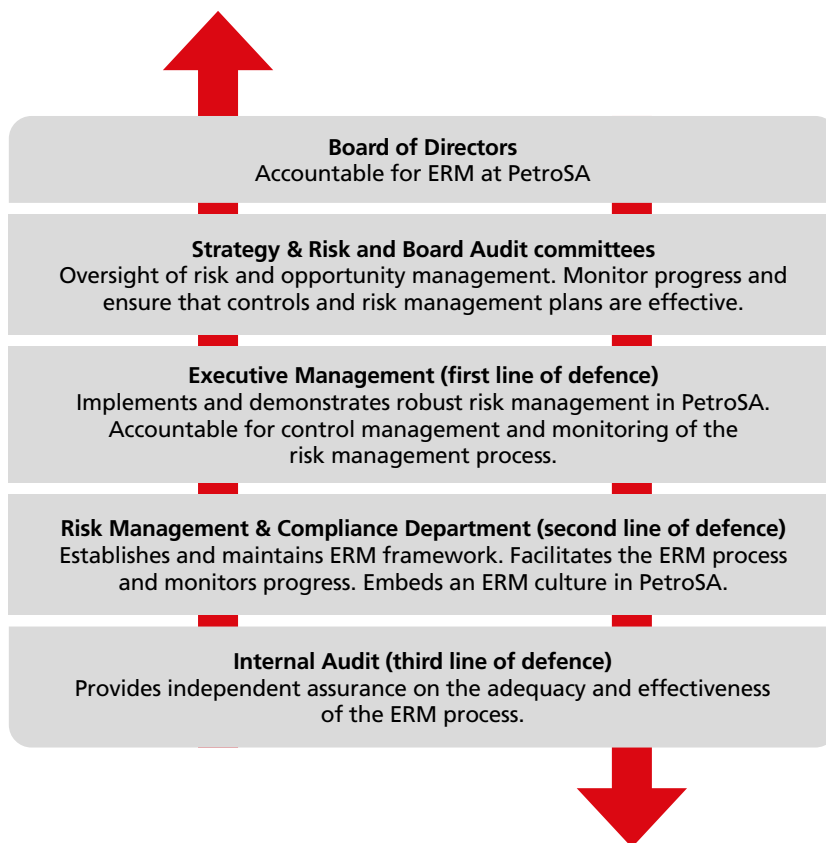 Board of Directors
Accountable for ERM at PetroSA
Strategy & Risk and Board Audit committees
Oversight of risk and opportunity management. Monitor progress and
ensure that controls and risk management plans are effective.
Executive Management (first line of defence)
Implements and demonstrates robust risk management in PetroSA.
Accountable for control management and monitoring of the
risk management process.
Risk Management & Compliance Department (second line of defence)
Establishes and maintains ERM framework. Facilitates the ERM process
and monitors progress. Embeds an ERM culture in PetroSA.
Internal Audit (third line of defence)
Provides independent assurance on the adequacy and effectiveness
of the ERM process.